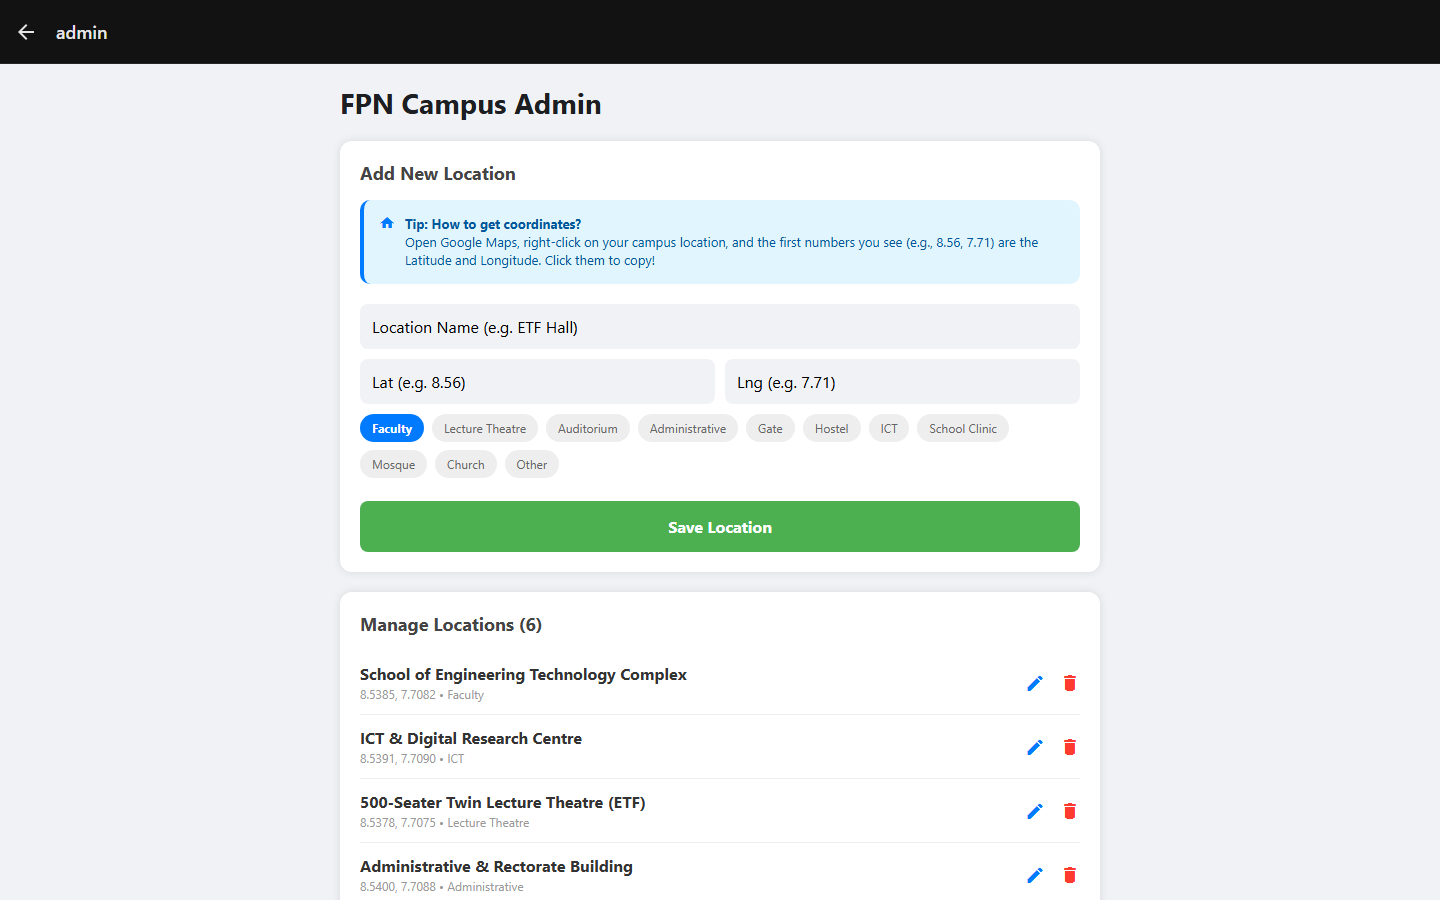 admin
FPN Campus Admin
Add New Location
Tip: How to get coordinates?
Open Google Maps, right-click on your campus location, and the first numbers you see (e.g., 8.56, 7.71) are the
Latitude and Longitude. Click them to copy!
Location Name (e.g. ETF Hall)
Lat (e.g. 8.56) Lng (e.g. 7.71)
Faculty Lecture Theatre Auditorium Administrative Gate Hostel ICT School Clinic
Mosque Church Other
Save Location
Manage Locations (6)
School of Engineering Technology Complex
8.5385, 7.7082 • Faculty
ICT & Digital Research Centre
8.5391, 7.7090 • ICT
500-Seater Twin Lecture Theatre (ETF)
8.5378, 7.7075 • Lecture Theatre
Administrative & Rectorate Building
8.5400, 7.7088 • Administrative